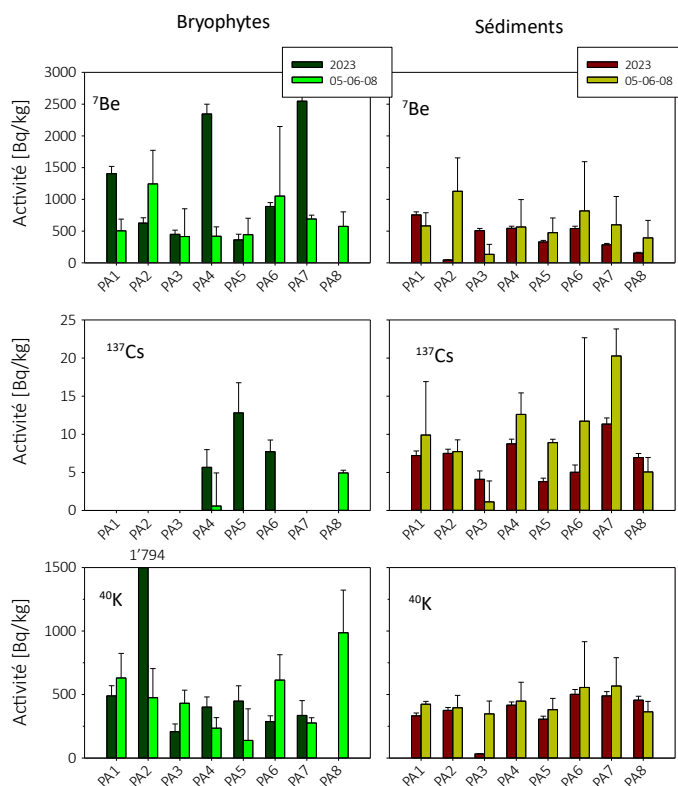 Bryophytes
Sédiments
2023
05-06-08
2023
05-06-08
Activité [Bq/kg]
3000
2500
2000
1500
1000
500
0
⁷Be
PA1 PA2 PA3 PA4 PA5 PA6 PA7 PA8
⁷Be
PA1 PA2 PA3 PA4 PA5 PA6 PA7 PA8
Activité [Bq/kg]
25
20
15
10
5
0
¹³⁷Cs
PA1 PA2 PA3 PA4 PA5 PA6 PA7 PA8
¹³⁷Cs
PA1 PA2 PA3 PA4 PA5 PA6 PA7 PA8
Activité [Bq/kg]
1500
1000
500
0
1'794
⁴⁰K
PA1 PA2 PA3 PA4 PA5 PA6 PA7 PA8
⁴⁰K
PA1 PA2 PA3 PA4 PA5 PA6 PA7 PA8